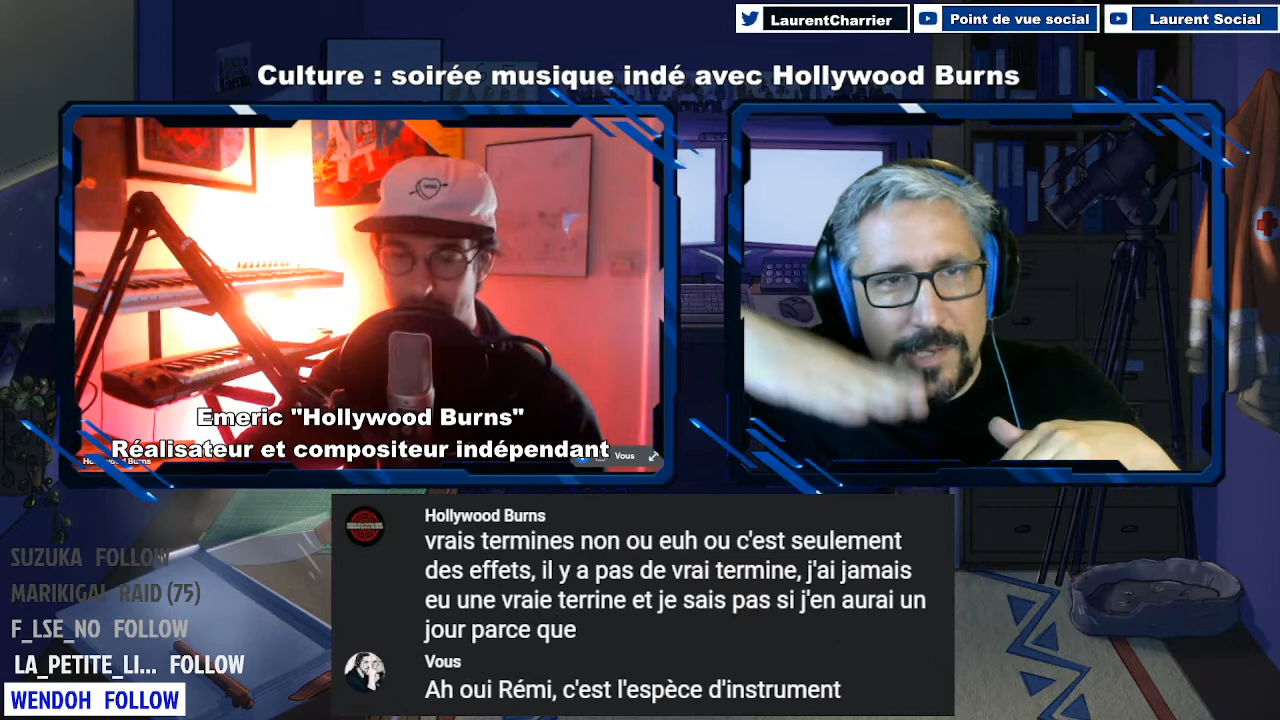 LaurentCharrier
Point de vue social
Laurent Social
Culture : soirée musique indé avec Hollywood Burns
Emeric "Hollywood Burns"
Réalisateur et compositeur indépendant
Hollywood Burns
Vous
SUZUKA FOLLOW
MARIKIGAI RAID (75)
F_LSE_NO FOLLOW
LA_PETITE_LI... FOLLOW
WENDOH FOLLOW
Hollywood Burns
vrais termines non ou euh ou c'est seulement
des effets, il y a pas de vrai termine, j'ai jamais
eu une vraie terrine et je sais pas si j'en aurai un
jour parce que
Vous
Ah oui Rémi, c'est l'espèce d'instrument